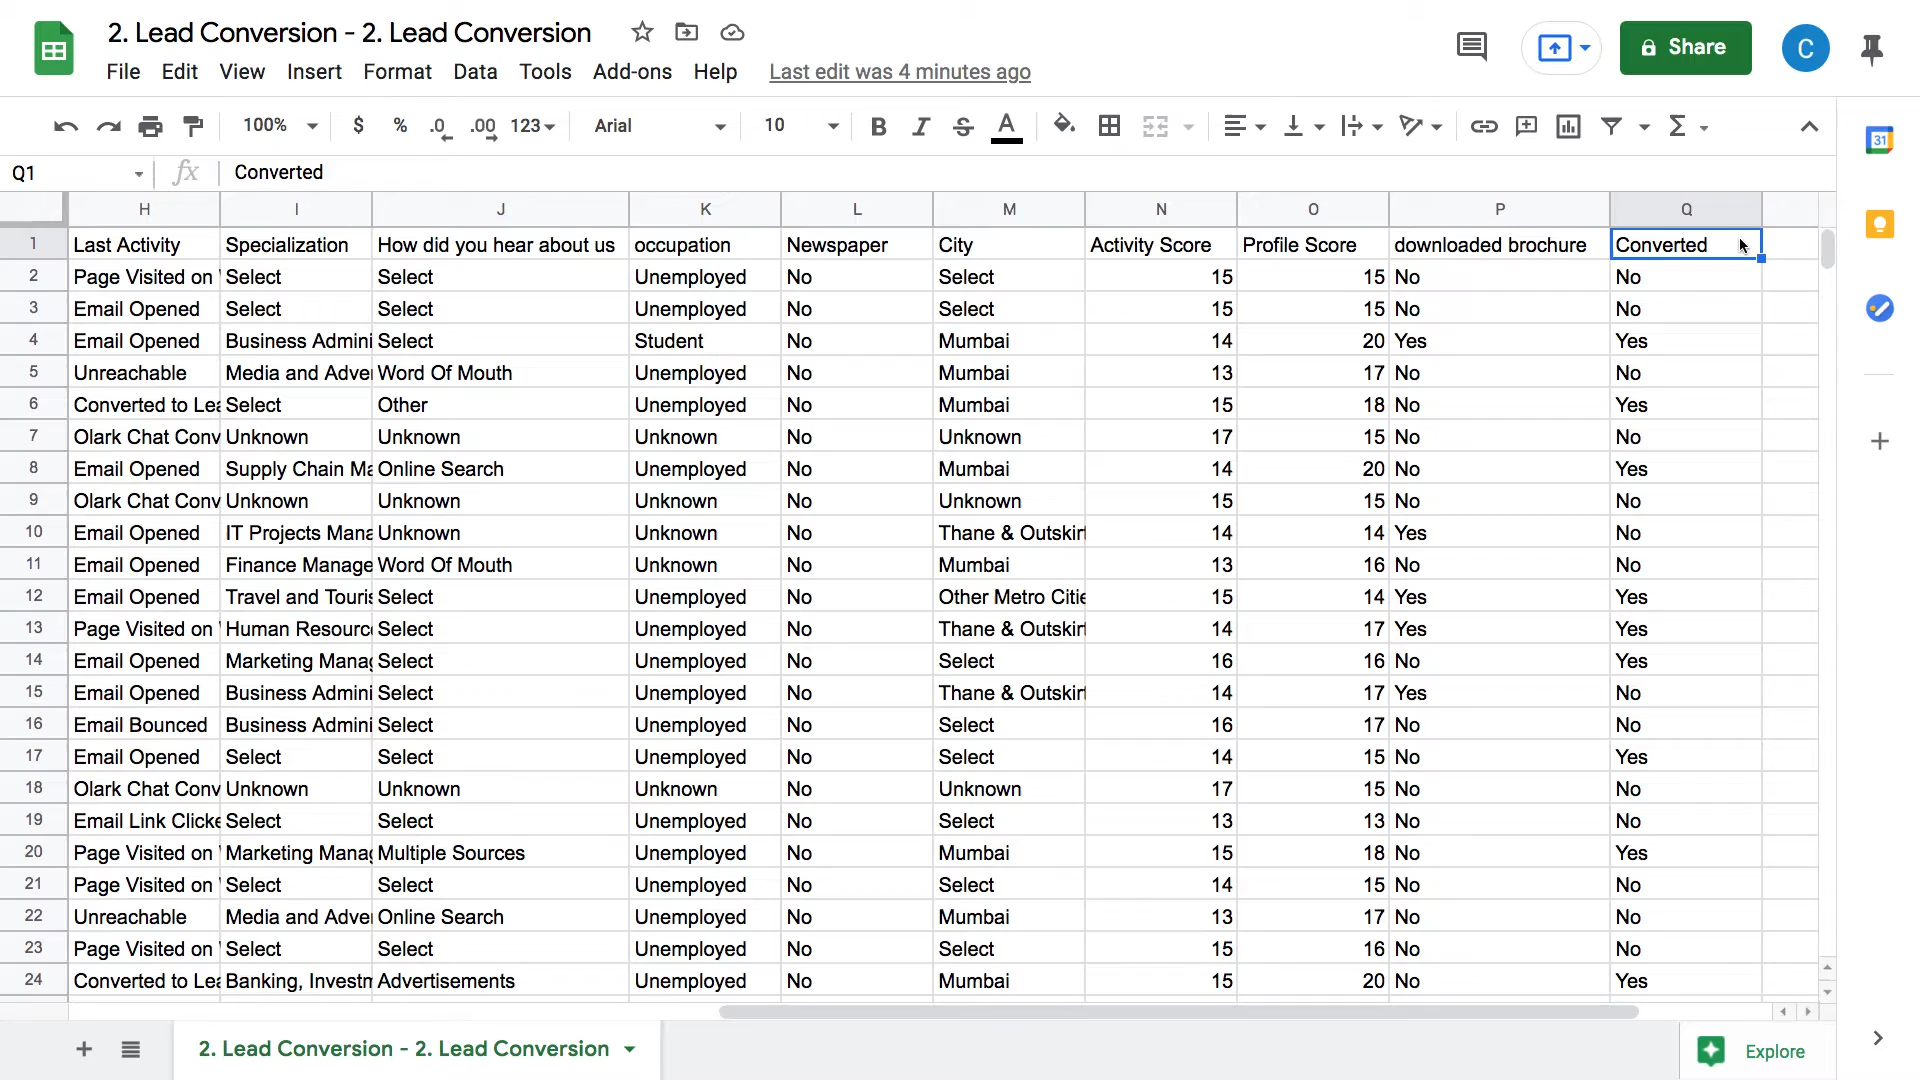 2. Lead Conversion - 2. Lead Conversion
File Edit View Insert Format Data Tools Add-ons Help Last edit was 4 minutes ago
Share
C
100% $ % .0 .00 123 Arial 10 B I S A
31
Q1 fx Converted
H I J K L M N O P Q
1 Last Activity Specialization How did you hear about us occupation Newspaper City Activity Score Profile Score downloaded brochure Converted
2 Page Visited on Select Select Unemployed No Select 15 15 No No
3 Email Opened Select Select Unemployed No Select 15 15 No No
4 Email Opened Business Admini Select Student No Mumbai 14 20 Yes Yes
5 Unreachable Media and Adver Word Of Mouth Unemployed No Mumbai 13 17 No No
6 Converted to Lea Select Other Unemployed No Mumbai 15 18 No Yes
7 Olark Chat Conv Unknown Unknown Unknown No Unknown 17 15 No No
8 Email Opened Supply Chain Ma Online Search Unemployed No Mumbai 14 20 No Yes
9 Olark Chat Conv Unknown Unknown Unknown No Unknown 15 15 No No
10 Email Opened IT Projects Mana Unknown Unknown No Thane & Outskirt 14 14 Yes No
11 Email Opened Finance Manage Word Of Mouth Unknown No Mumbai 13 16 No No
12 Email Opened Travel and Touris Select Unemployed No Other Metro Citie 15 14 Yes Yes
13 Page Visited on Human Resourc Select Unemployed No Thane & Outskirt 14 17 Yes Yes
14 Email Opened Marketing Manag Select Unemployed No Select 16 16 No Yes
15 Email Opened Business Admini Select Unemployed No Thane & Outskirt 14 17 Yes No
16 Email Bounced Business Admini Select Unemployed No Select 16 17 No No
17 Email Opened Select Select Unemployed No Select 14 15 No Yes
18 Olark Chat Conv Unknown Unknown Unknown No Unknown 17 15 No No
19 Email Link Clicke Select Select Unemployed No Select 13 13 No No
20 Page Visited on Marketing Manag Multiple Sources Unemployed No Mumbai 15 18 No Yes
21 Page Visited on Select Select Unemployed No Select 14 15 No No
22 Unreachable Media and Adver Online Search Unemployed No Mumbai 13 17 No No
23 Page Visited on Select Select Unemployed No Select 15 16 No No
24 Converted to Lea Banking, Investm Advertisements Unemployed No Mumbai 15 20 No Yes
2. Lead Conversion - 2. Lead Conversion
Explore